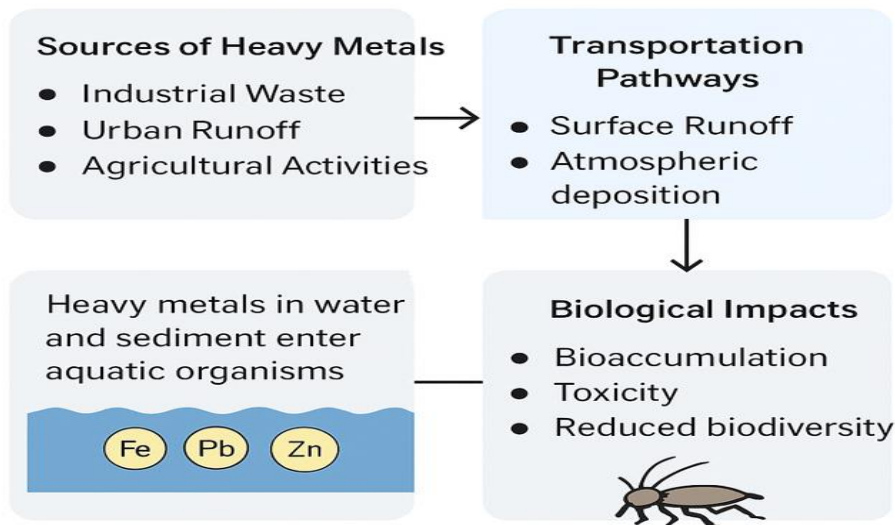 Sources of Heavy Metals
● Industrial Waste
● Urban Runoff
● Agricultural Activities
Transportation
Pathways
● Surface Runoff
● Atmospheric
deposition
Heavy metals in water
and sediment enter
aquatic organisms
Fe Pb Zn
Biological Impacts
● Bioaccumulation
● Toxicity
● Reduced biodiversity